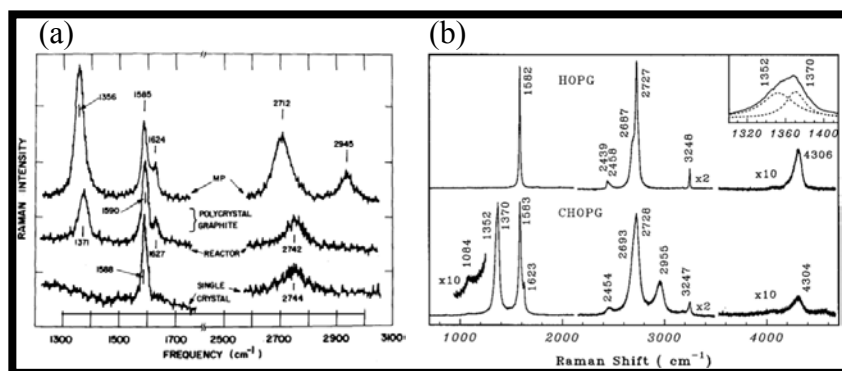 (a)
1356
1585
1624
2712
2945
MP
1590
POLYCRYSTAL
GRAPHITE
1371
1627
REACTOR
2742
1588
SINGLE
CRYSTAL
2744
RAMAN INTENSITY
1300 1500 1700 2500 2700 2900 3100
FREQUENCY (cm⁻¹)
(b)
HOPG
1582
2439
2458
2687
2727
3248
x2
x10
4306
1352 1370
1320 1360 1400
CHOPG
x10
1084
1352
1370
1583
1623
2454
2693
2728
2955
3247
x2
x10
4304
1000 2000 3000 4000
Raman Shift ( cm⁻¹)